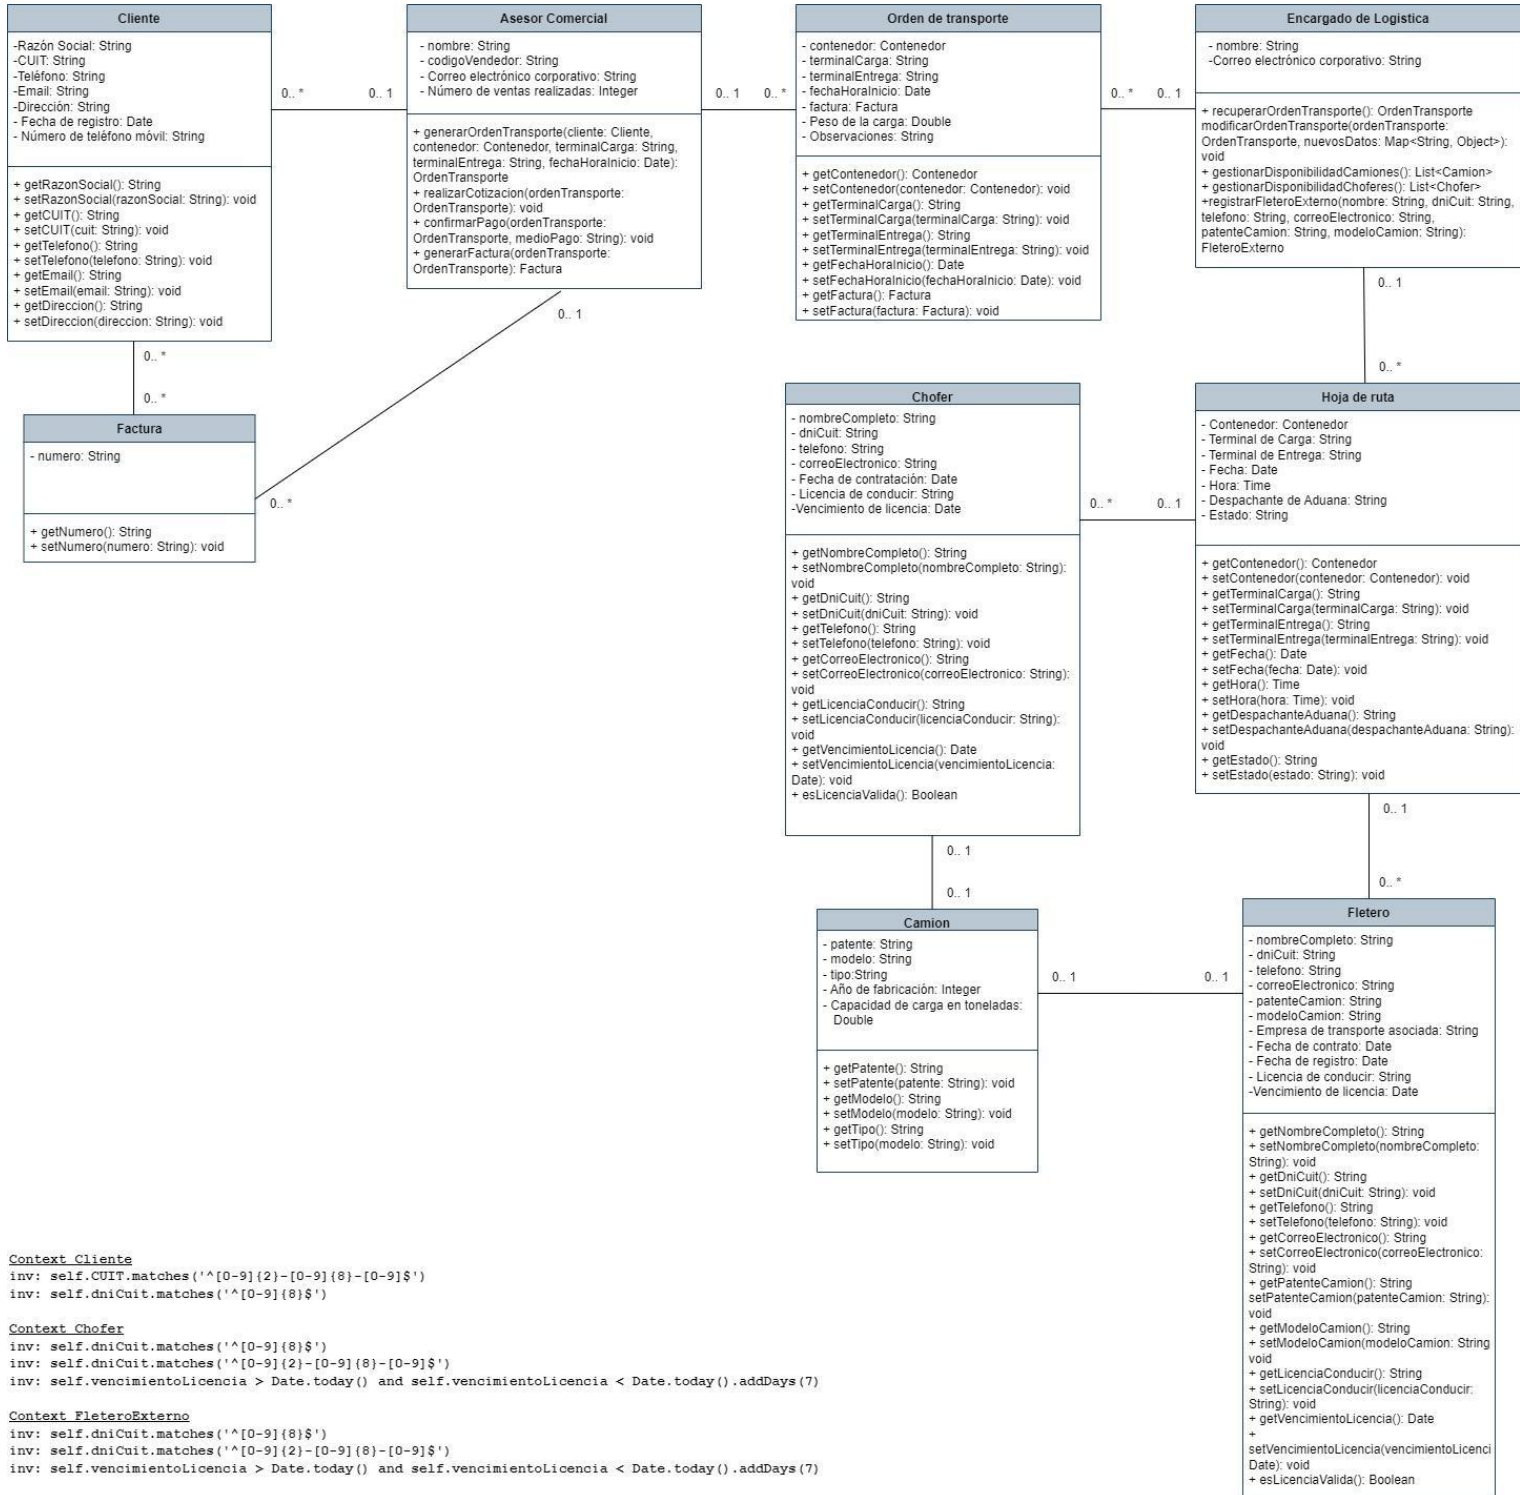 Cliente
-Razón Social: String
-CUIT: String
-Teléfono: String
-Email: String
-Dirección: String
- Fecha de registro: Date
- Número de teléfono móvil: String
+ getRazonSocial(): String
+ setRazonSocial(razonSocial: String): void
+ getCUIT(): String
+ setCUIT(cuit: String): void
+ getTelefono(): String
+ setTelefono(telefono: String): void
+ getEmail(): String
+ setEmail(email: String): void
+ getDireccion(): String
+ setDireccion(direccion: String): void
0.. *
0.. 1
Asesor Comercial
- nombre: String
- codigoVendedor: String
- Correo electrónico corporativo: String
- Número de ventas realizadas: Integer
+ generarOrdenTransporte(cliente: Cliente,
contenedor: Contenedor, terminalCarga: String,
terminalEntrega: String, fechaHoraInicio: Date):
OrdenTransporte
+ realizarCotizacion(ordenTransporte:
OrdenTransporte): void
+ confirmarPago(ordenTransporte:
OrdenTransporte, medioPago: String): void
+ generarFactura(ordenTransporte:
OrdenTransporte): Factura
0.. 1
0.. *
Orden de transporte
- contenedor: Contenedor
- terminalCarga: String
- terminalEntrega: String
- fechaHoraInicio: Date
- factura: Factura
- Peso de la carga: Double
- Observaciones: String
+ getContenedor(): Contenedor
+ setContenedor(contenedor: Contenedor): void
+ getTerminalCarga(): String
+ setTerminalCarga(terminalCarga: String): void
+ getTerminalEntrega(): String
+ setTerminalEntrega(terminalEntrega: String): void
+ getFechaHoraInicio(): Date
+ setFechaHoraInicio(fechaHoraInicio: Date): void
+ getFactura(): Factura
+ setFactura(factura: Factura): void
0.. *
0.. 1
Encargado de Logistica
- nombre: String
-Correo electrónico corporativo: String
+ recuperarOrdenTransporte(): OrdenTransporte
modificarOrdenTransporte(ordenTransporte:
OrdenTransporte, nuevosDatos: Map<String, Object>):
void
+ gestionarDisponibilidadCamiones(): List<Camion>
+ gestionarDisponibilidadChoferes(): List<Chofer>
+registrarFleteroExterno(nombre: String, dniCuit: String,
telefono: String, correoElectronico: String,
patenteCamion: String, modeloCamion: String):
FleteroExterno
0.. 1
0.. *
0.. 1
0.. *
0.. *
Factura
- numero: String
+ getNumero(): String
+ setNumero(numero: String): void
0.. *
Chofer
- nombreCompleto: String
- dniCuit: String
- telefono: String
- correoElectronico: String
- Fecha de contratación: Date
- Licencia de conducir: String
-Vencimiento de licencia: Date
+ getNombreCompleto(): String
+ setNombreCompleto(nombreCompleto: String):
void
+ getDniCuit(): String
+ setDniCuit(dniCuit: String): void
+ getTelefono(): String
+ setTelefono(telefono: String): void
+ getCorreoElectronico(): String
+ setCorreoElectronico(correoElectronico: String):
void
+ getLicenciaConducir(): String
+ setLicenciaConducir(licenciaConducir: String):
void
+ getVencimientoLicencia(): Date
+ setVencimientoLicencia(vencimientoLicencia:
Date): void
+ esLicenciaValida(): Boolean
0.. *
0.. 1
Hoja de ruta
- Contenedor: Contenedor
- Terminal de Carga: String
- Terminal de Entrega: String
- Fecha: Date
- Hora: Time
- Despachante de Aduana: String
- Estado: String
+ getContenedor(): Contenedor
+ setContenedor(contenedor: Contenedor): void
+ getTerminalCarga(): String
+ setTerminalCarga(terminalCarga: String): void
+ getTerminalEntrega(): String
+ setTerminalEntrega(terminalEntrega: String): void
+ getFecha(): Date
+ setFecha(fecha: Date): void
+ getHora(): Time
+ setHora(hora: Time): void
+ getDespachanteAduana(): String
+ setDespachanteAduana(despachanteAduana: String):
void
+ getEstado(): String
+ setEstado(estado: String): void
0.. 1
0.. *
0.. 1
0.. 1
Camion
- patente: String
- modelo: String
- tipo:String
- Año de fabricación: Integer
- Capacidad de carga en toneladas:
Double
+ getPatente(): String
+ setPatente(patente: String): void
+ getModelo(): String
+ setModelo(modelo: String): void
+ getTipo(): String
+ setTipo(modelo: String): void
0.. 1
0.. 1
Fletero
- nombreCompleto: String
- dniCuit: String
- telefono: String
- correoElectronico: String
- patenteCamion: String
- modeloCamion: String
- Empresa de transporte asociada: String
- Fecha de contrato: Date
- Fecha de registro: Date
- Licencia de conducir: String
-Vencimiento de licencia: Date
+ getNombreCompleto(): String
+ setNombreCompleto(nombreCompleto:
String): void
+ getDniCuit(): String
+ setDniCuit(dniCuit: String): void
+ getTelefono(): String
+ setTelefono(telefono: String): void
+ getCorreoElectronico(): String
+ setCorreoElectronico(correoElectronico:
String): void
+ getPatenteCamion(): String
setPatenteCamion(patenteCamion: String):
void
+ getModeloCamion(): String
+ setModeloCamion(modeloCamion: String
void
+ getLicenciaConducir(): String
+ setLicenciaConducir(licenciaConducir:
String): void
+ getVencimientoLicencia(): Date
+
setVencimientoLicencia(vencimientoLicenci
Date): void
+ esLicenciaValida(): Boolean
Context Cliente
inv: self.CUIT.matches('^[0-9]{2}-[0-9]{8}-[0-9]$')
inv: self.dniCuit.matches('^[0-9]{8}$')
Context Chofer
inv: self.dniCuit.matches('^[0-9]{8}$')
inv: self.dniCuit.matches('^[0-9]{2}-[0-9]{8}-[0-9]$')
inv: self.vencimientoLicencia > Date.today() and self.vencimientoLicencia < Date.today().addDays(7)
Context FleteroExterno
inv: self.dniCuit.matches('^[0-9]{8}$')
inv: self.dniCuit.matches('^[0-9]{2}-[0-9]{8}-[0-9]$')
inv: self.vencimientoLicencia > Date.today() and self.vencimientoLicencia < Date.today().addDays(7)